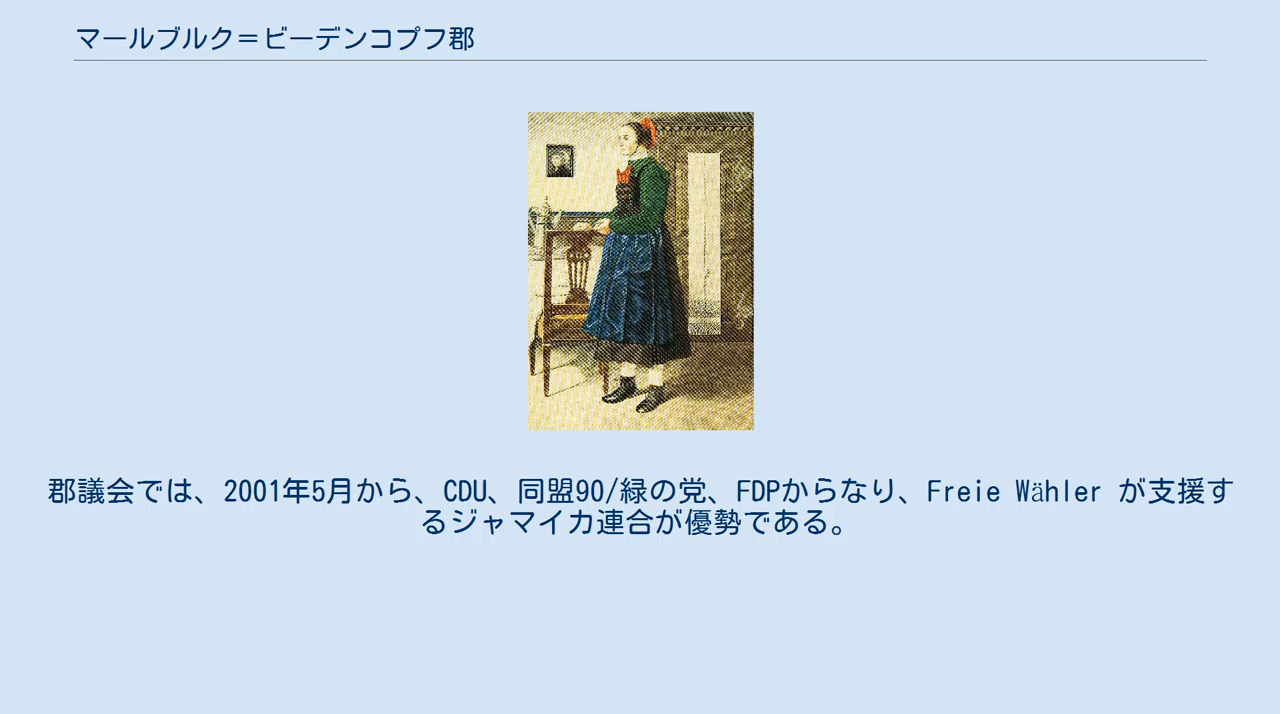 マールブルク＝ビーデンコプフ郡
郡議会では、2001年5月から、CDU、同盟90/緑の党、FDPからなり、Freie Wähler が支援す
るジャマイカ連合が優勢である。